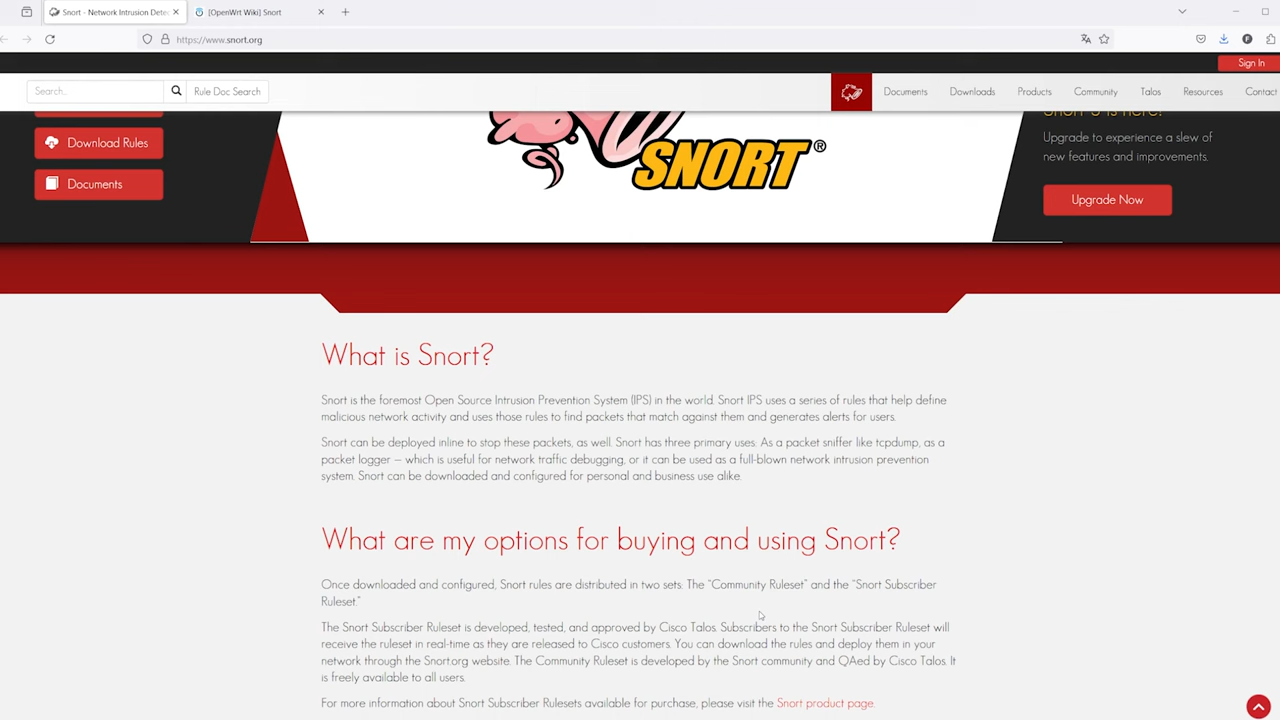 Snort - Network Intrusion Detec
[OpenWrt Wiki] Snort
https://www.snort.org
Sign In
Search..
Rule Doc Search
Documents
Downloads
Products
Community
Talos
Resources
Contact
Download Rules
Documents
SNORT®
Snort 3 is here!
Upgrade to experience a slew of
new features and improvements.
Upgrade Now
What is Snort?
Snort is the foremost Open Source Intrusion Prevention System (IPS) in the world. Snort IPS uses a series of rules that help define
malicious network activity and uses those rules to find packets that match against them and generates alerts for users.
Snort can be deployed inline to stop these packets, as well. Snort has three primary uses: As a packet sniffer like tcpdump, as a
packet logger — which is useful for network traffic debugging, or it can be used as a full-blown network intrusion prevention
system. Snort can be downloaded and configured for personal and business use alike.
What are my options for buying and using Snort?
Once downloaded and configured, Snort rules are distributed in two sets: The "Community Ruleset" and the "Snort Subscriber
Ruleset."
The Snort Subscriber Ruleset is developed, tested, and approved by Cisco Talos. Subscribers to the Snort Subscriber Ruleset will
receive the ruleset in real-time as they are released to Cisco customers. You can download the rules and deploy them in your
network through the Snort.org website. The Community Ruleset is developed by the Snort community and QAed by Cisco Talos. It
is freely available to all users.
For more information about Snort Subscriber Rulesets available for purchase, please visit the Snort product page.